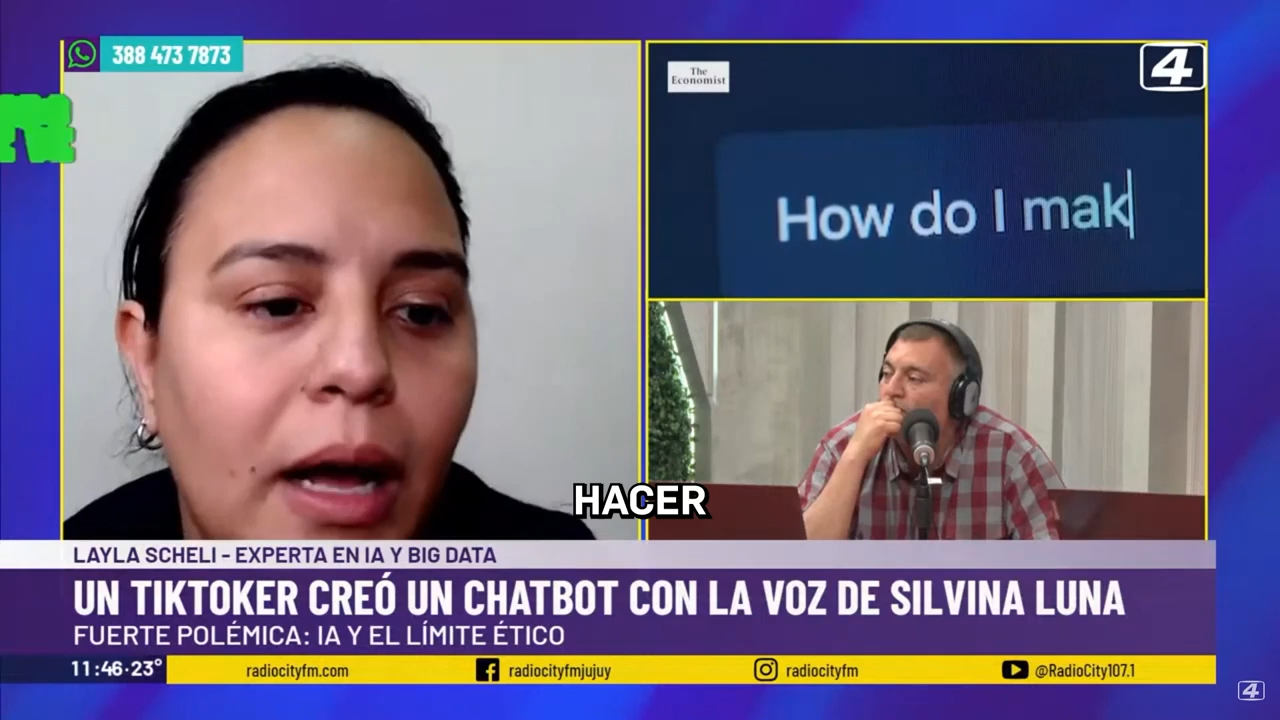 388 473 7873
The
Economist
4
How do I mak
HACER
LAYLA SCHELI - EXPERTA EN IA Y BIG DATA
UN TIKTOKER CREÓ UN CHATBOT CON LA VOZ DE SILVINA LUNA
FUERTE POLÉMICA: IA Y EL LÍMITE ÉTICO
11:46·23° radiocityfm.com radiocityfmjujuy radiocityfm @RadioCity107.1
4